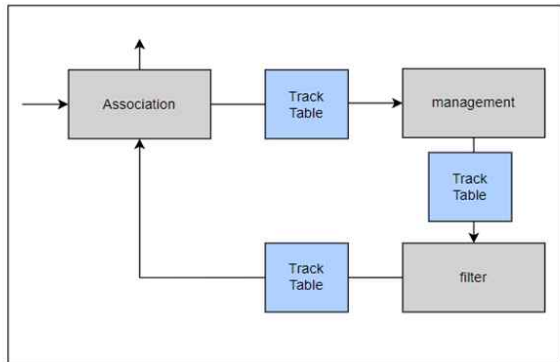 Association
Track
Table
management
Track
Table
Track
Table
filter